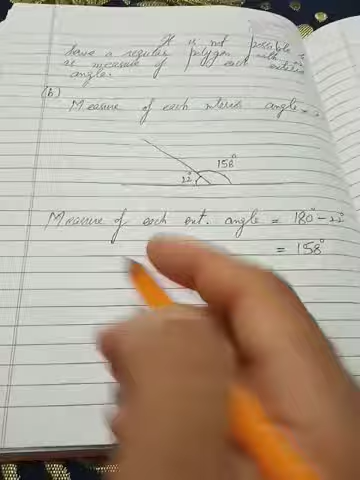 It is not possible to
have a regular polygon with
as measure of each exterior
angle.
(b)
Measure of each interior angle =
158°
22°
Measure of each ext. angle = 180° - 22°
= 158°